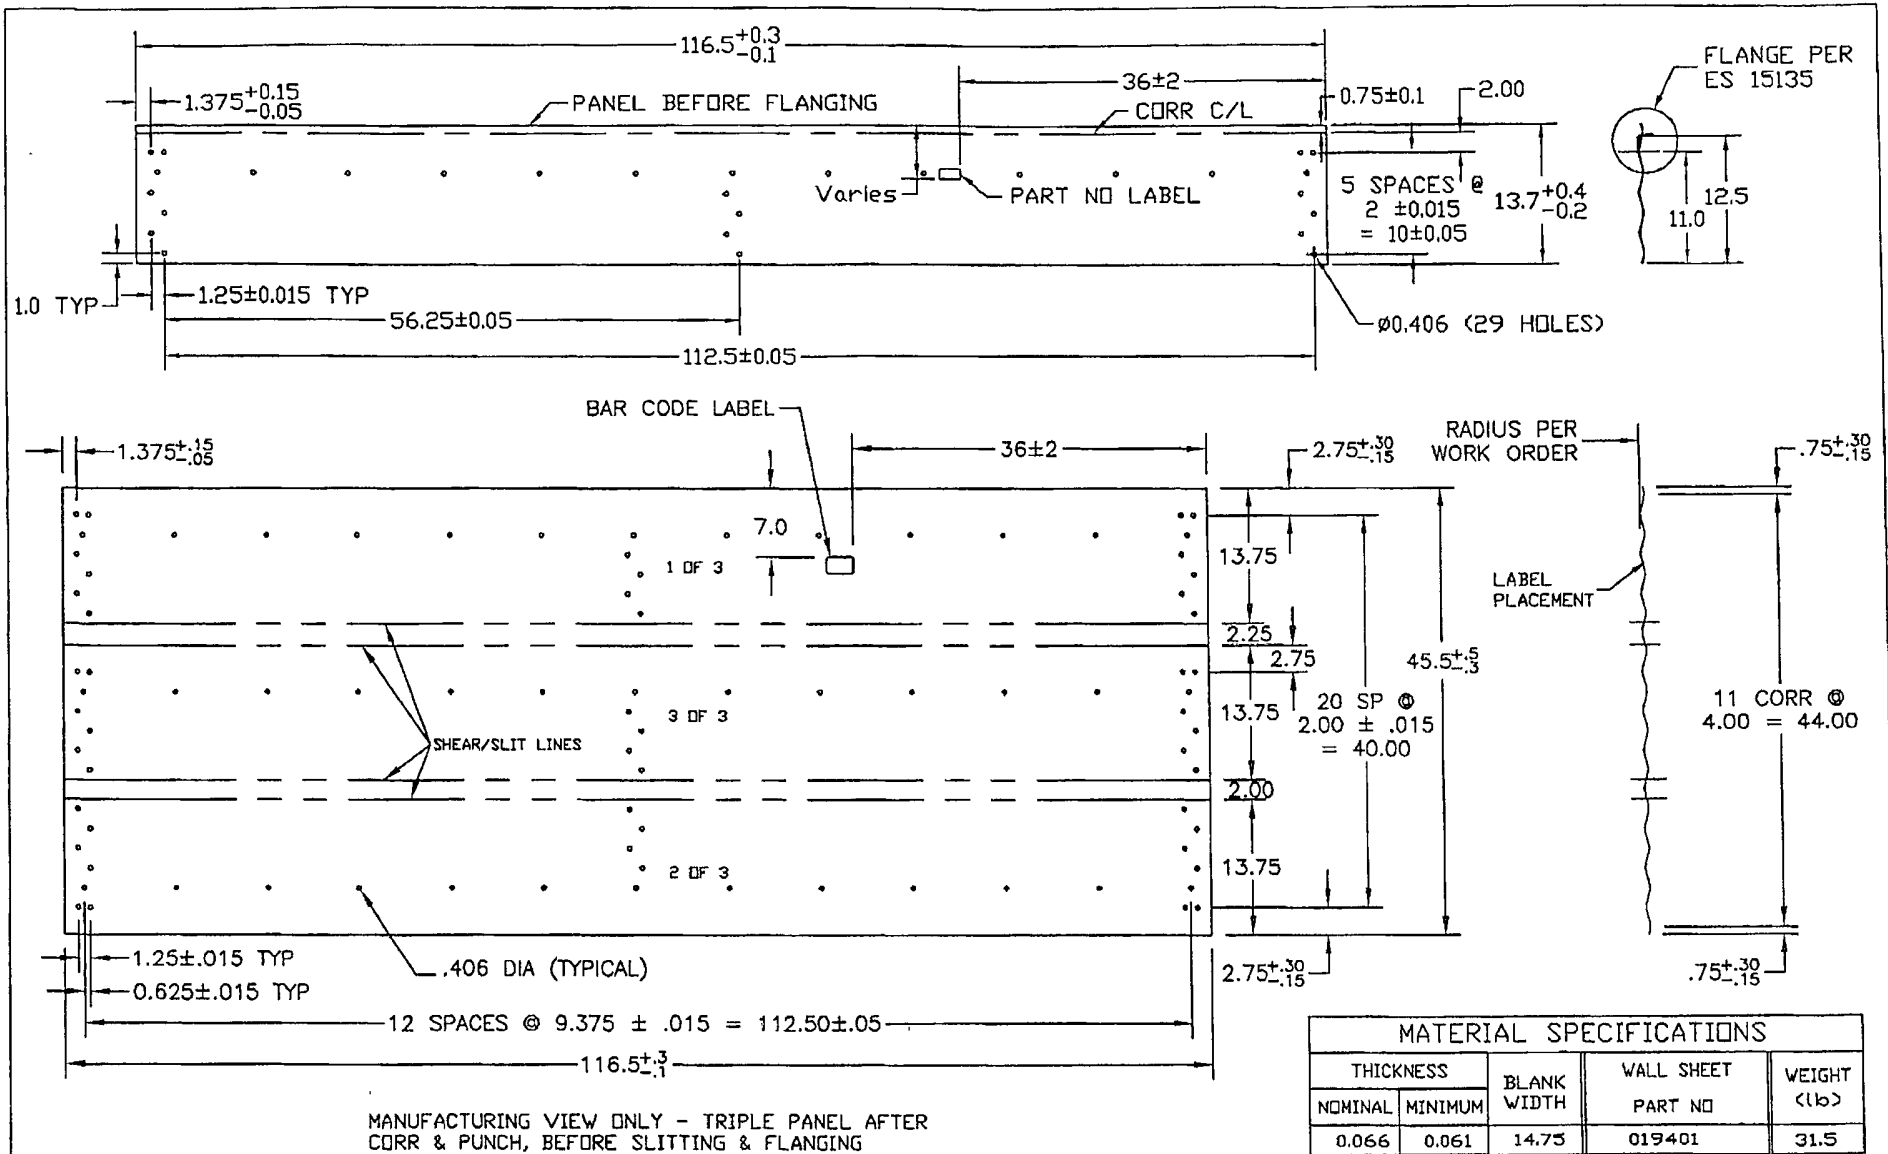 116.5+0.3
-0.1
36±2
FLANGE PER
ES 15135
1.375+0.15
-0.05
PANEL BEFORE FLANGING
CORR C/L
0.75±0.1
2.00
Varies
PART NO LABEL
5 SPACES @
2 ±0.015
= 10±0.05
13.7+0.4
-0.2
11.0
12.5
1.0 TYP
1.25±0.015 TYP
56.25±0.05
ø0.406 (29 HOLES)
112.5±0.05
BAR CODE LABEL
1.375+.15
-.05
36±2
2.75+.30
-.15
RADIUS PER
WORK ORDER
.75+.30
-.15
7.0
1 OF 3
13.75
LABEL
PLACEMENT
2.25
2.75
45.5+.5
-.3
3 OF 3
13.75
20 SP @
2.00 ± .015
= 40.00
11 CORR @
4.00 = 44.00
SHEAR/SLIT LINES
2.00
2 OF 3
13.75
1.25±.015 TYP
.406 DIA (TYPICAL)
2.75+.30
-.15
.75+.30
-.15
0.625±.015 TYP
12 SPACES @ 9.375 ± .015 = 112.50±.05
116.5+.3
-.1
MANUFACTURING VIEW ONLY - TRIPLE PANEL AFTER
CORR & PUNCH, BEFORE SLITTING & FLANGING
MATERIAL SPECIFICATIONS
THICKNESS
BLANK
WIDTH
WALL SHEET
PART NO
WEIGHT
(lb)
NOMINAL MINIMUM
0.066 0.061 14.75 019401 31.5